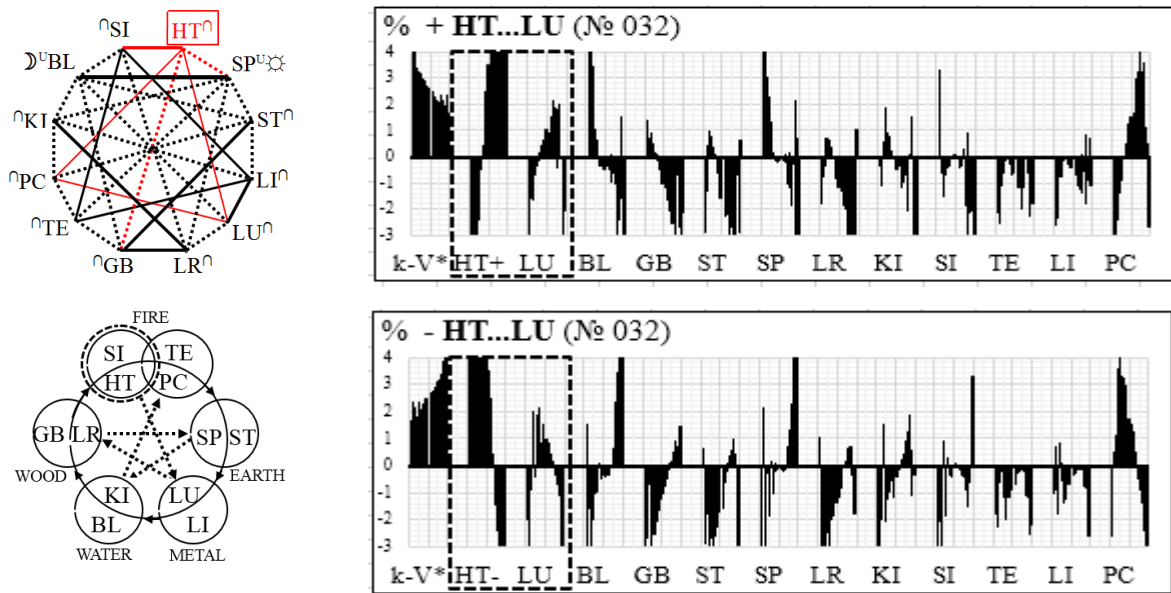 ∩SI
HT∩
☽ᵁBL
SPᵁ☼
∩KI
ST∩
∩PC
LI∩
∩TE
LU∩
∩GB
LR∩
FIRE
SI
TE
HT
PC
GB
LR
SP
ST
WOOD
EARTH
KI
LU
BL
LI
WATER
METAL
% + HT...LU (№ 032)
4
3
2
1
0
-1
-2
-3
k-V* HT+ LU BL GB ST SP LR KI SI TE LI PC
% - HT...LU (№ 032)
4
3
2
1
0
-1
-2
-3
k-V* HT- LU BL GB ST SP LR KI SI TE LI PC